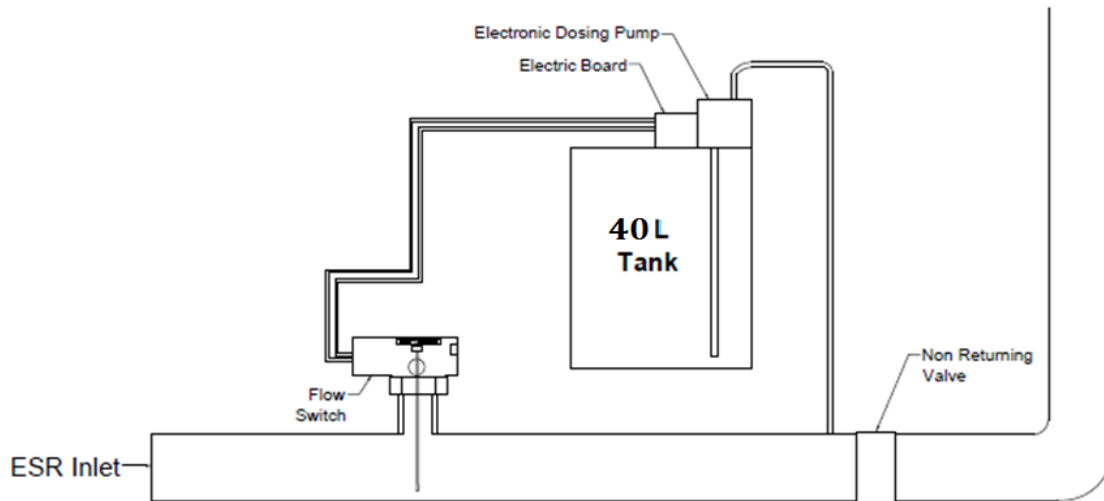 Electronic Dosing Pump
Electric Board
40 L
Tank
Non Returning
Valve
Flow
Switch
ESR Inlet